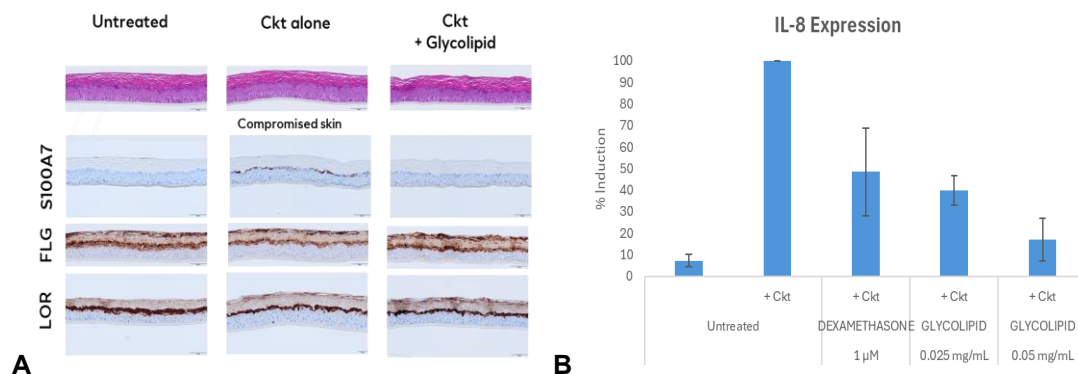 Untreated
Ckt alone
Ckt
+ Glycolipid
Compromised skin
S100A7
FLG
LOR
A
IL-8 Expression
% Induction
100
90
80
70
60
50
40
30
20
10
0
+ Ckt
+ Ckt
+ Ckt
+ Ckt
Untreated
DEXAMETHASONE
GLYCOLIPID
GLYCOLIPID
1 µM
0.025 mg/mL
0.05 mg/mL
B